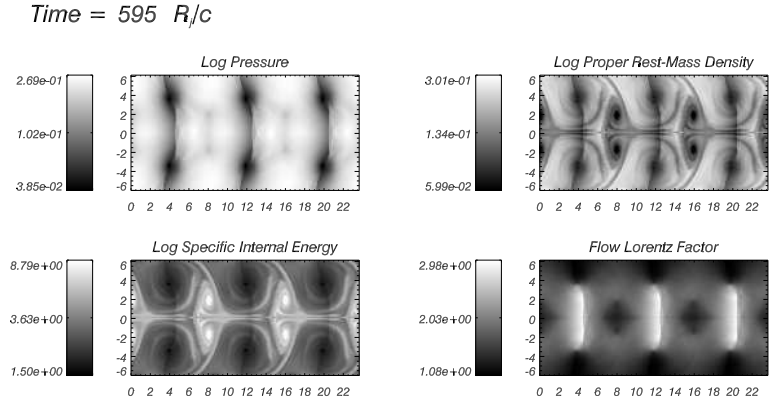 Time = 595 Rj/c
Log Pressure
2.69e-01
1.02e-01
3.85e-02
6
4
2
0
-2
-4
-6
0 2 4 6 8 10 12 14 16 18 20 22
Log Proper Rest-Mass Density
3.01e-01
1.34e-01
5.99e-02
6
4
2
0
-2
-4
-6
0 2 4 6 8 10 12 14 16 18 20 22
Log Specific Internal Energy
8.79e+00
3.63e+00
1.50e+00
6
4
2
0
-2
-4
-6
0 2 4 6 8 10 12 14 16 18 20 22
Flow Lorentz Factor
2.98e+00
2.03e+00
1.08e+00
6
4
2
0
-2
-4
-6
0 2 4 6 8 10 12 14 16 18 20 22